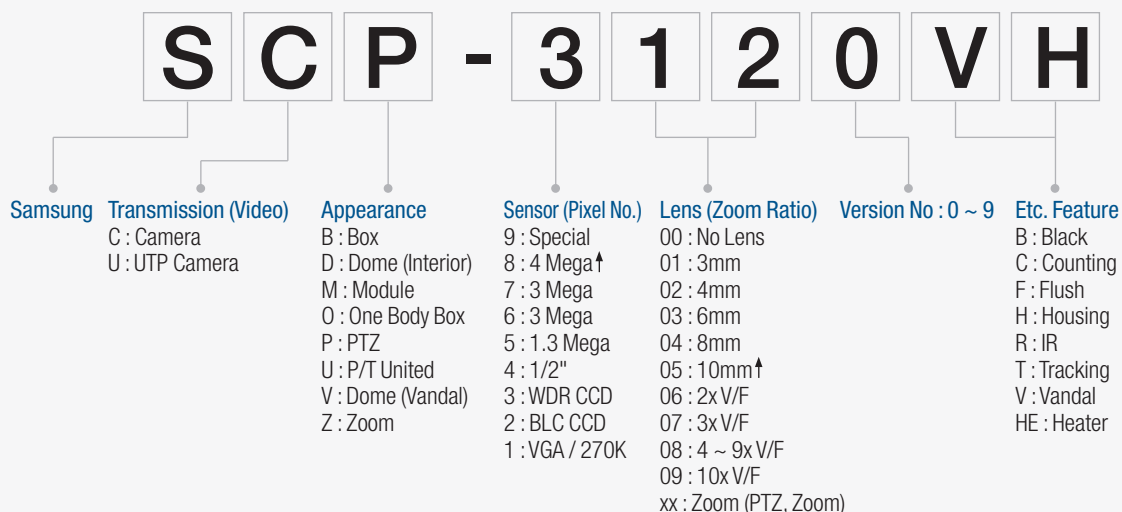 SCP-3120VH
Samsung
Transmission (Video)
C : Camera
U : UTP Camera
Appearance
B : Box
D : Dome (Interior)
M : Module
O : One Body Box
P : PTZ
U : P/T United
V : Dome (Vandal)
Z : Zoom
Sensor (Pixel No.)
9 : Special
8 : 4 Mega↑
7 : 3 Mega
6 : 3 Mega
5 : 1.3 Mega
4 : 1/2"
3 : WDR CCD
2 : BLC CCD
1 : VGA / 270K
Lens (Zoom Ratio)
00 : No Lens
01 : 3mm
02 : 4mm
03 : 6mm
04 : 8mm
05 : 10mm↑
06 : 2x V/F
07 : 3x V/F
08 : 4 ~ 9x V/F
09 : 10x V/F
xx : Zoom (PTZ, Zoom)
Version No : 0 ~ 9
Etc. Feature
B : Black
C : Counting
F : Flush
H : Housing
R : IR
T : Tracking
V : Vandal
HE : Heater